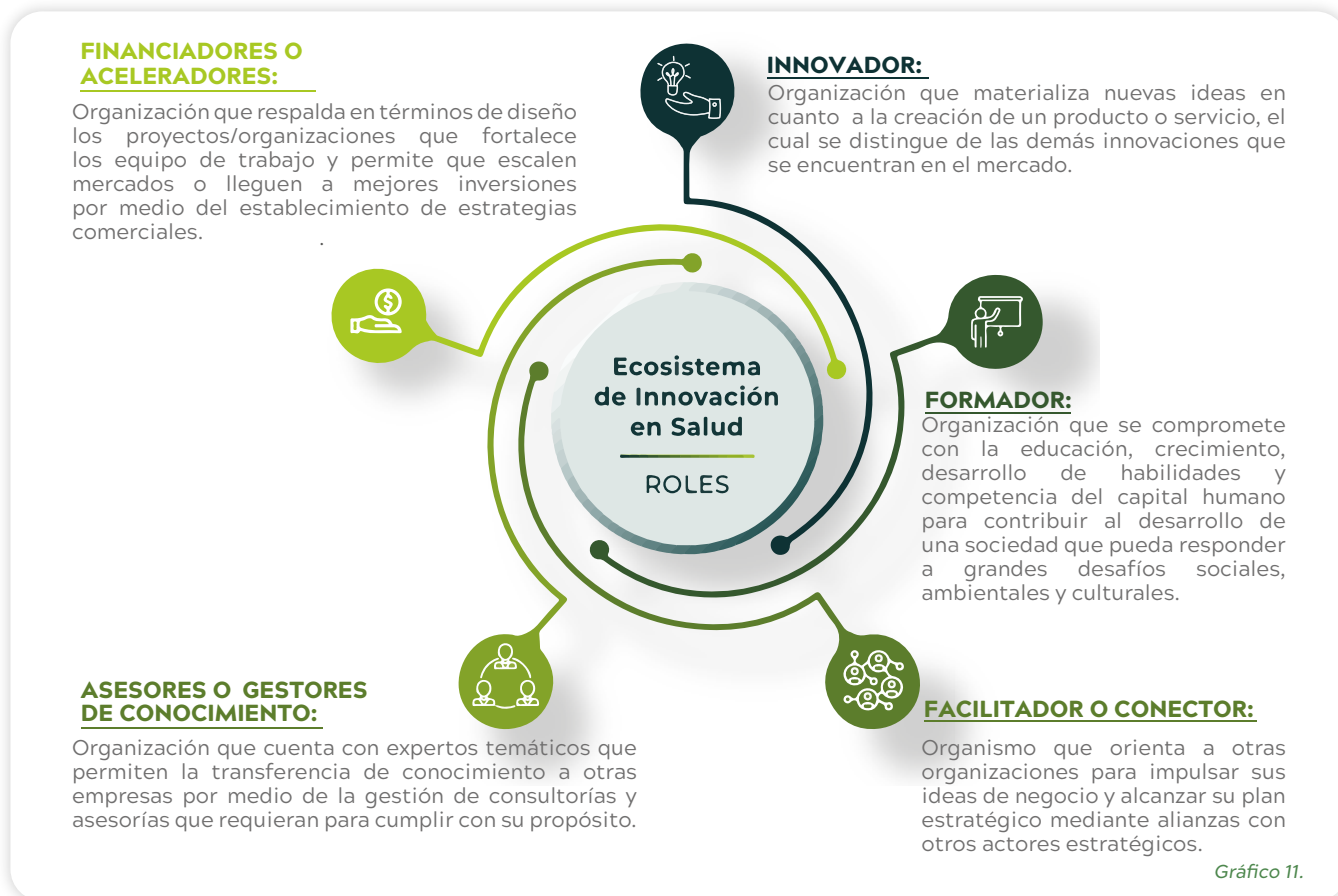 FINANCIADORES O
ACELERADORES:
Organización que respalda en términos de diseño
los proyectos/organizaciones que fortalece
los equipo de trabajo y permite que escalen
mercados o lleguen a mejores inversiones
por medio del establecimiento de estrategias
comerciales.
.
INNOVADOR:
Organización que materializa nuevas ideas en
cuanto a la creación de un producto o servicio, el
cual se distingue de las demás innovaciones que
se encuentran en el mercado.
Ecosistema
de Innovación
en Salud
ROLES
FORMADOR:
Organización que se compromete
con la educación, crecimiento,
desarrollo de habilidades y
competencia del capital humano
para contribuir al desarrollo de
una sociedad que pueda responder
a grandes desafíos sociales,
ambientales y culturales.
ASESORES O GESTORES
DE CONOCIMIENTO:
Organización que cuenta con expertos temáticos que
permiten la transferencia de conocimiento a otras
empresas por medio de la gestión de consultorías y
asesorías que requieran para cumplir con su propósito.
FACILITADOR O CONECTOR:
Organismo que orienta a otras
organizaciones para impulsar sus
ideas de negocio y alcanzar su plan
estratégico mediante alianzas con
otros actores estratégicos.
Gráfico 11.